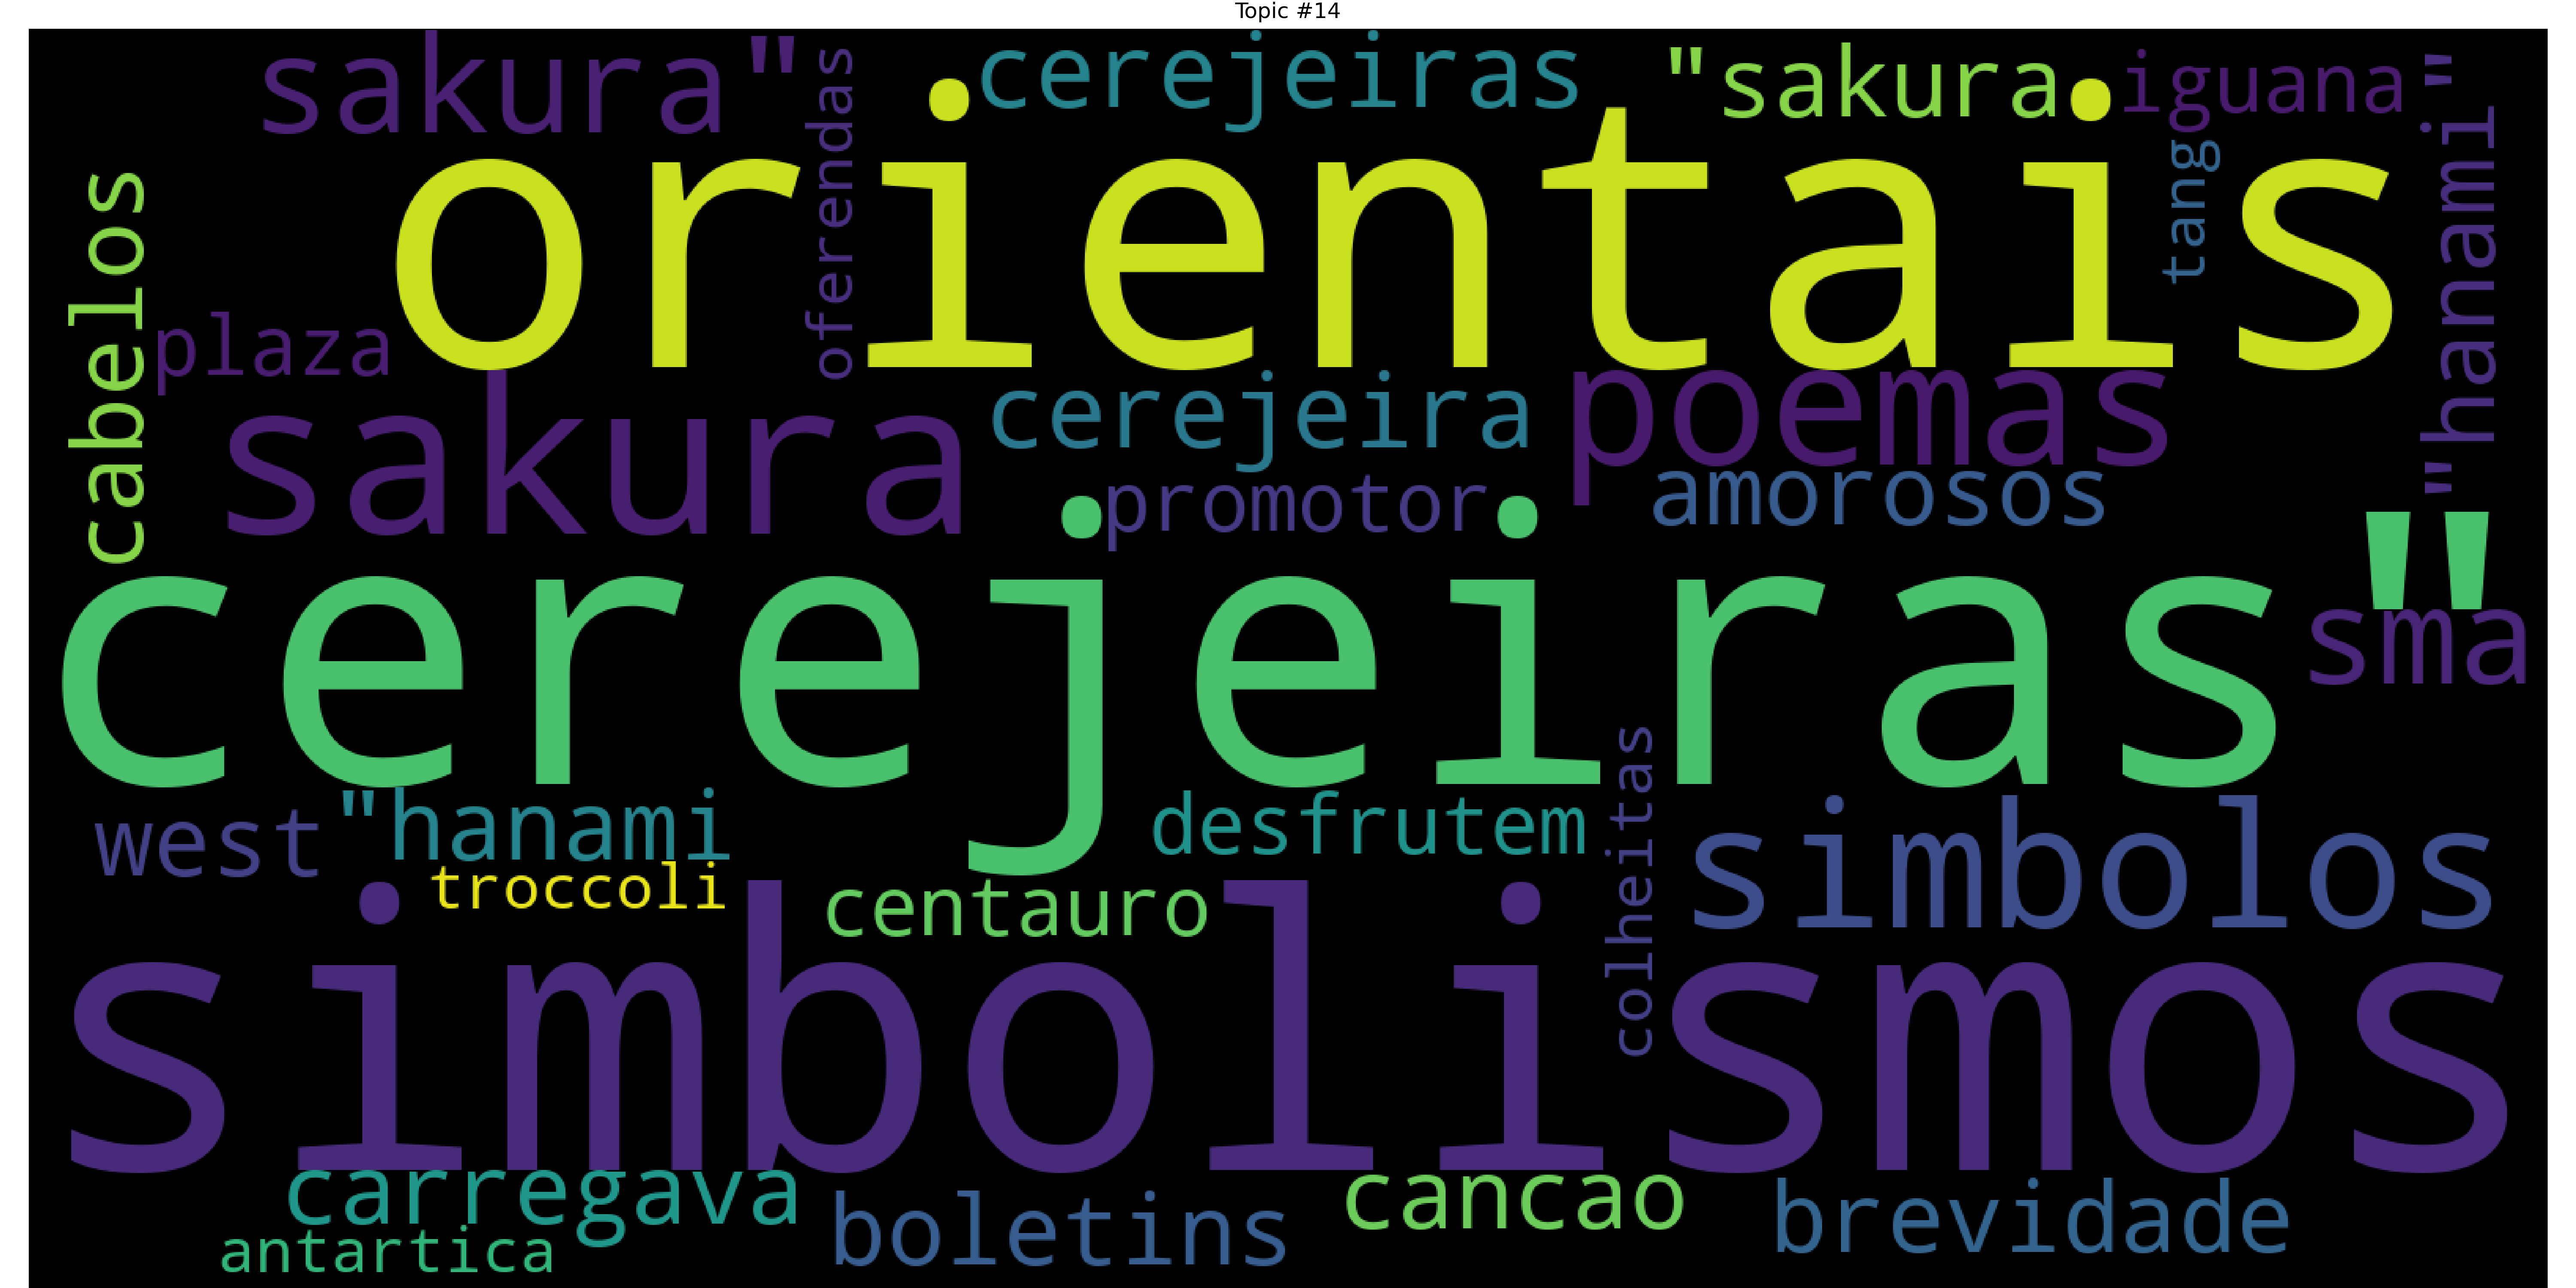 Topic #14
sakura"
oferendas
cerejeiras
"sakura
iguana
tang
"hanami"
cabelos
orientais
plaza
sakura
cerejeira
poemas
promotor
amorosos
cerejeiras"
sma
west
"hanami
desfrutem
colheitas
simbolos
troccoli
centauro
simbolismos
carregava
antartica
boletins
cancao
brevidade